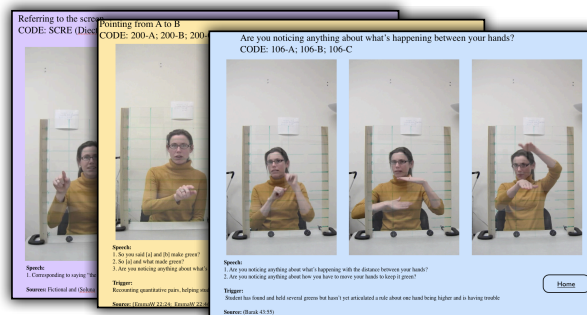 Referring to the screen
CODE: SCRE (Diect
Speech:
1. Corresponding to saying "the
Sources: Fictional and (Sohma
Pointing from A to B
CODE: 200-A; 200-B; 200-
Speech:
1. So you said [a] and [b] make green?
2. So [a] and what made green?
3. Are you noticing anything about what's
Trigger:
Recounting quantitative pairs, helping stu
Source: (EmmaW 22:24; EmmaW 22:4
Are you noticing anything about what's happening between your hands?
CODE: 106-A; 106-B; 106-C
Speech:
1. Are you noticing anything about what's happening with the distance between your hands?
2. Are you noticing anything about how you have to move your hands to keep it green?
Trigger:
Student has found and held several greens but hasn't yet articulated a rule about one hand being higher and is having trouble
Source: (Barak 43:55)
Home